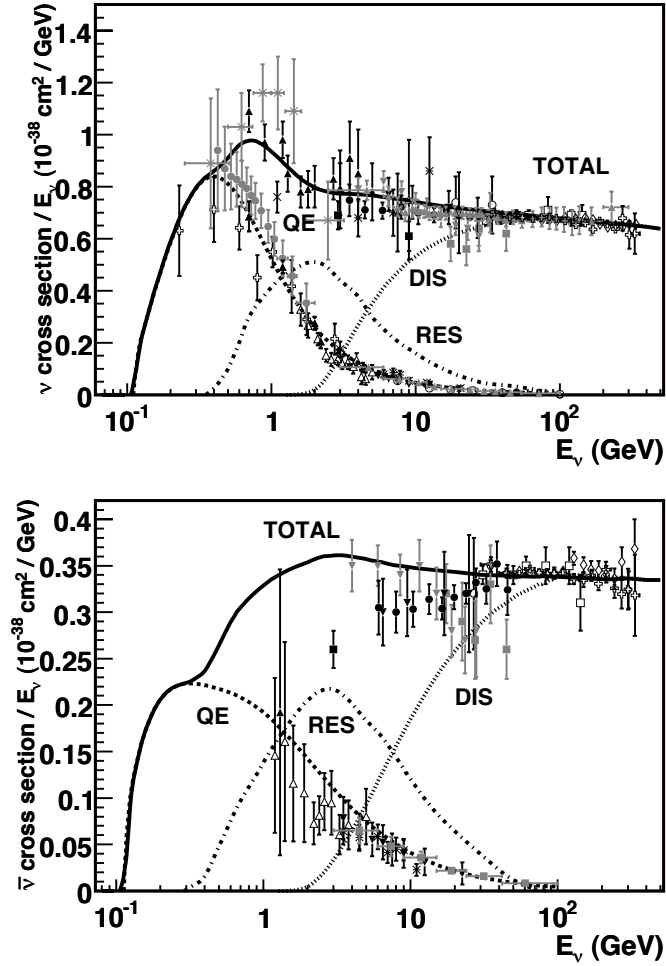 ν cross section / Eν (10⁻³⁸ cm² / GeV)
1.4
1.2
1
0.8
0.6
0.4
0.2
0
TOTAL
QE
DIS
RES
10⁻¹ 1 10 10²
Eν (GeV)
ν̅ cross section / Eν (10⁻³⁸ cm² / GeV)
0.4
0.35
0.3
0.25
0.2
0.15
0.1
0.05
0
TOTAL
QE
RES
DIS
10⁻¹ 1 10 10²
Eν (GeV)